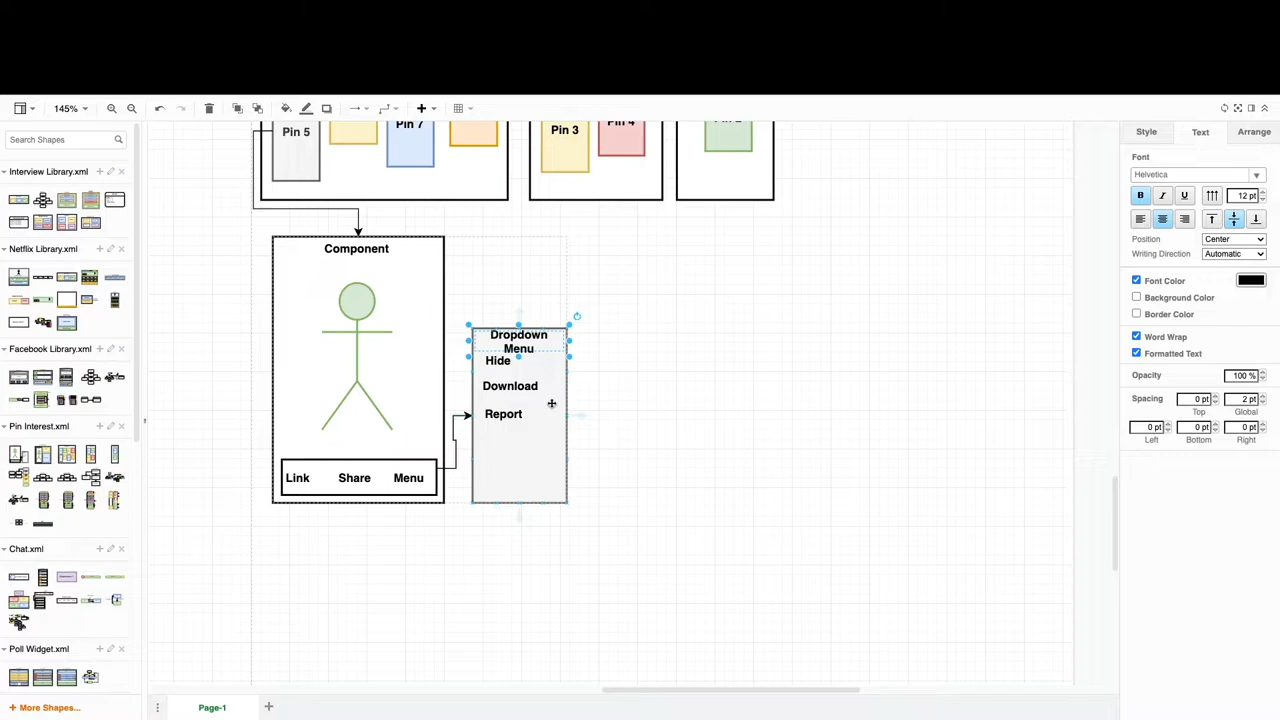 145%
Search Shapes
Interview Library.xml
Netflix Library.xml
Facebook Library.xml
Pin Interest.xml
Chat.xml
Poll Widget.xml
+ More Shapes...
Pin 5
Pin 7
Pin 3
Pin 4
Component
Dropdown
Menu
Hide
Download
Report
Link Share Menu
Page-1
Style Text Arrange
Font
Helvetica
B I U 12 pt
Position Center
Writing Direction Automatic
Font Color
Background Color
Border Color
Word Wrap
Formatted Text
Opacity 100 %
Spacing 0 pt 2 pt
Top Global
0 pt 0 pt 0 pt
Left Bottom Right